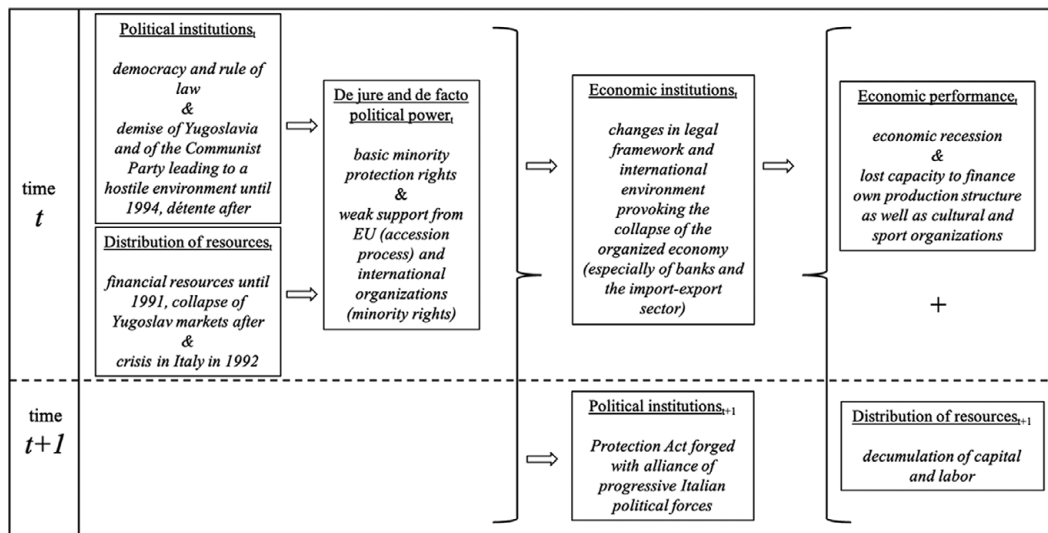 time
t
Political institutions,t
democracy and rule of
law
&
demise of Yugoslavia
and of the Communist
Party leading to a
hostile environment until
1994, détente after
Distribution of resources,t
financial resources until
1991, collapse of
Yugoslav markets after
&
crisis in Italy in 1992
De jure and de facto
political power,t
basic minority
protection rights
&
weak support from
EU (accession
process) and
international
organizations
(minority rights)
Economic institutions,t
changes in legal
framework and
international
environment
provoking the
collapse of the
organized economy
(especially of banks and
the import-export
sector)
Economic performance,t
economic recession
&
lost capacity to finance
own production structure
as well as cultural and
sport organizations
+
time
t+1
Political institutions,t+1
Protection Act forged
with alliance of
progressive Italian
political forces
Distribution of resources,t+1
decumulation of capital
and labor